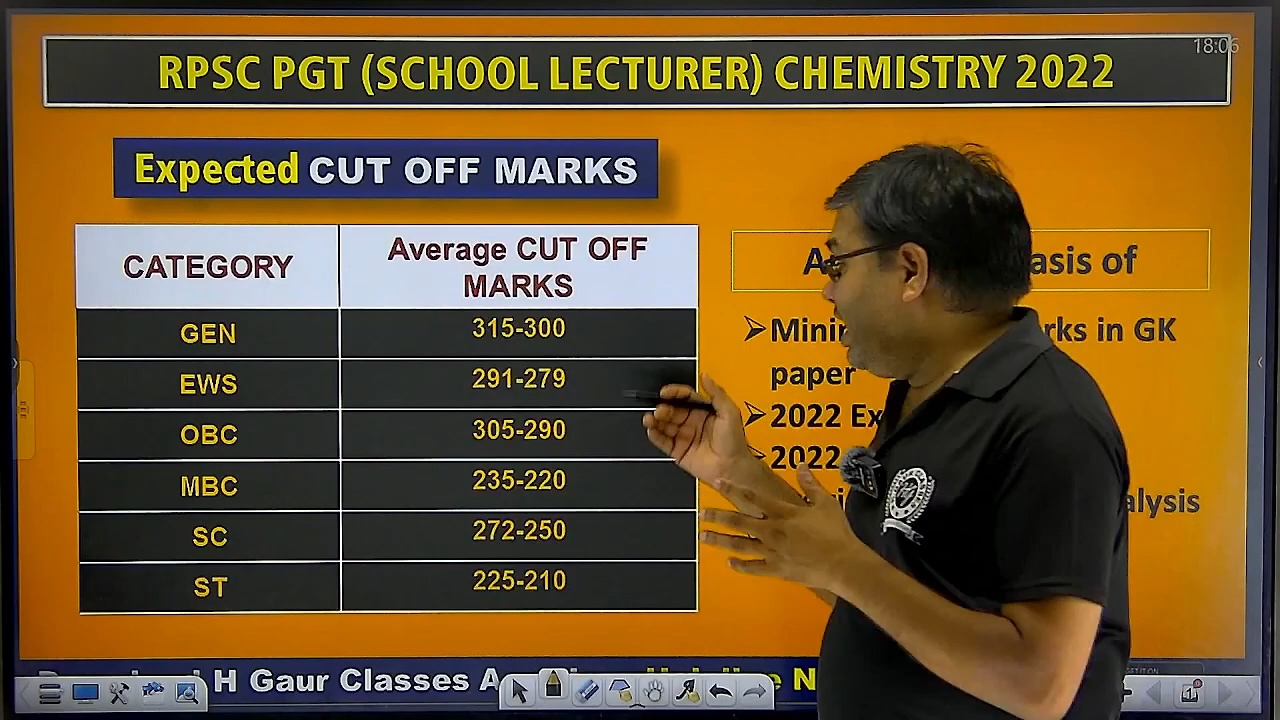 18:06
RPSC PGT (SCHOOL LECTURER) CHEMISTRY 2022
Expected CUT OFF MARKS
CATEGORY Average CUT OFF MARKS
GEN 315-300
EWS 291-279
OBC 305-290
MBC 235-220
SC 272-250
ST 225-210
asis of
rks in GK
paper
2022
2022
alysis
H Gaur Classes